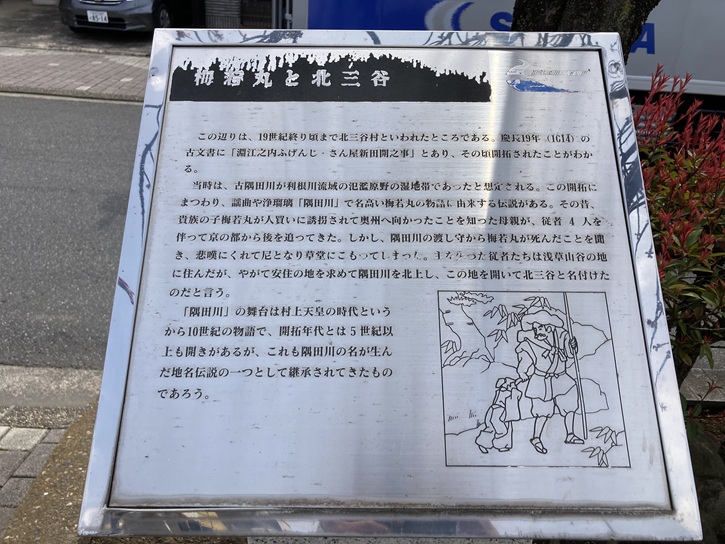 85-14
梅若丸と北三谷
この辺りは、19世紀終り頃まで北三谷村といわれたところである。慶長19年（1614）の
古文書に「淵江之内ふげんじ・さん屋新田開之事」とあり、その頃開拓されたことがわか
る。
当時は、古隅田川が利根川流域の氾濫原野の湿地帯であったと想定される。この開拓に
まつわり、謡曲や浄瑠璃「隅田川」で名高い梅若丸の物語に由来する伝説がある。その昔、
貴族の子梅若丸が人買いに誘拐されて奥州へ向かったことを知った母親が、従者 4 人を
伴って京の都から後を追ってきた。しかし、隅田川の渡し守から梅若丸が死んだことを聞
き、悲嘆にくれて尼となり草堂にこもってしまった。主を失った従者たちは浅草山谷の地
に住んだが、やがて安住の地を求めて隅田川を北上し、この地を開いて北三谷と名付けた
のだと言う。
「隅田川」の舞台は村上天皇の時代という
から10世紀の物語で、開拓年代とは 5 世紀以
上も開きがあるが、これも隅田川の名が生ん
だ地名伝説の一つとして継承されてきたもの
であろう。